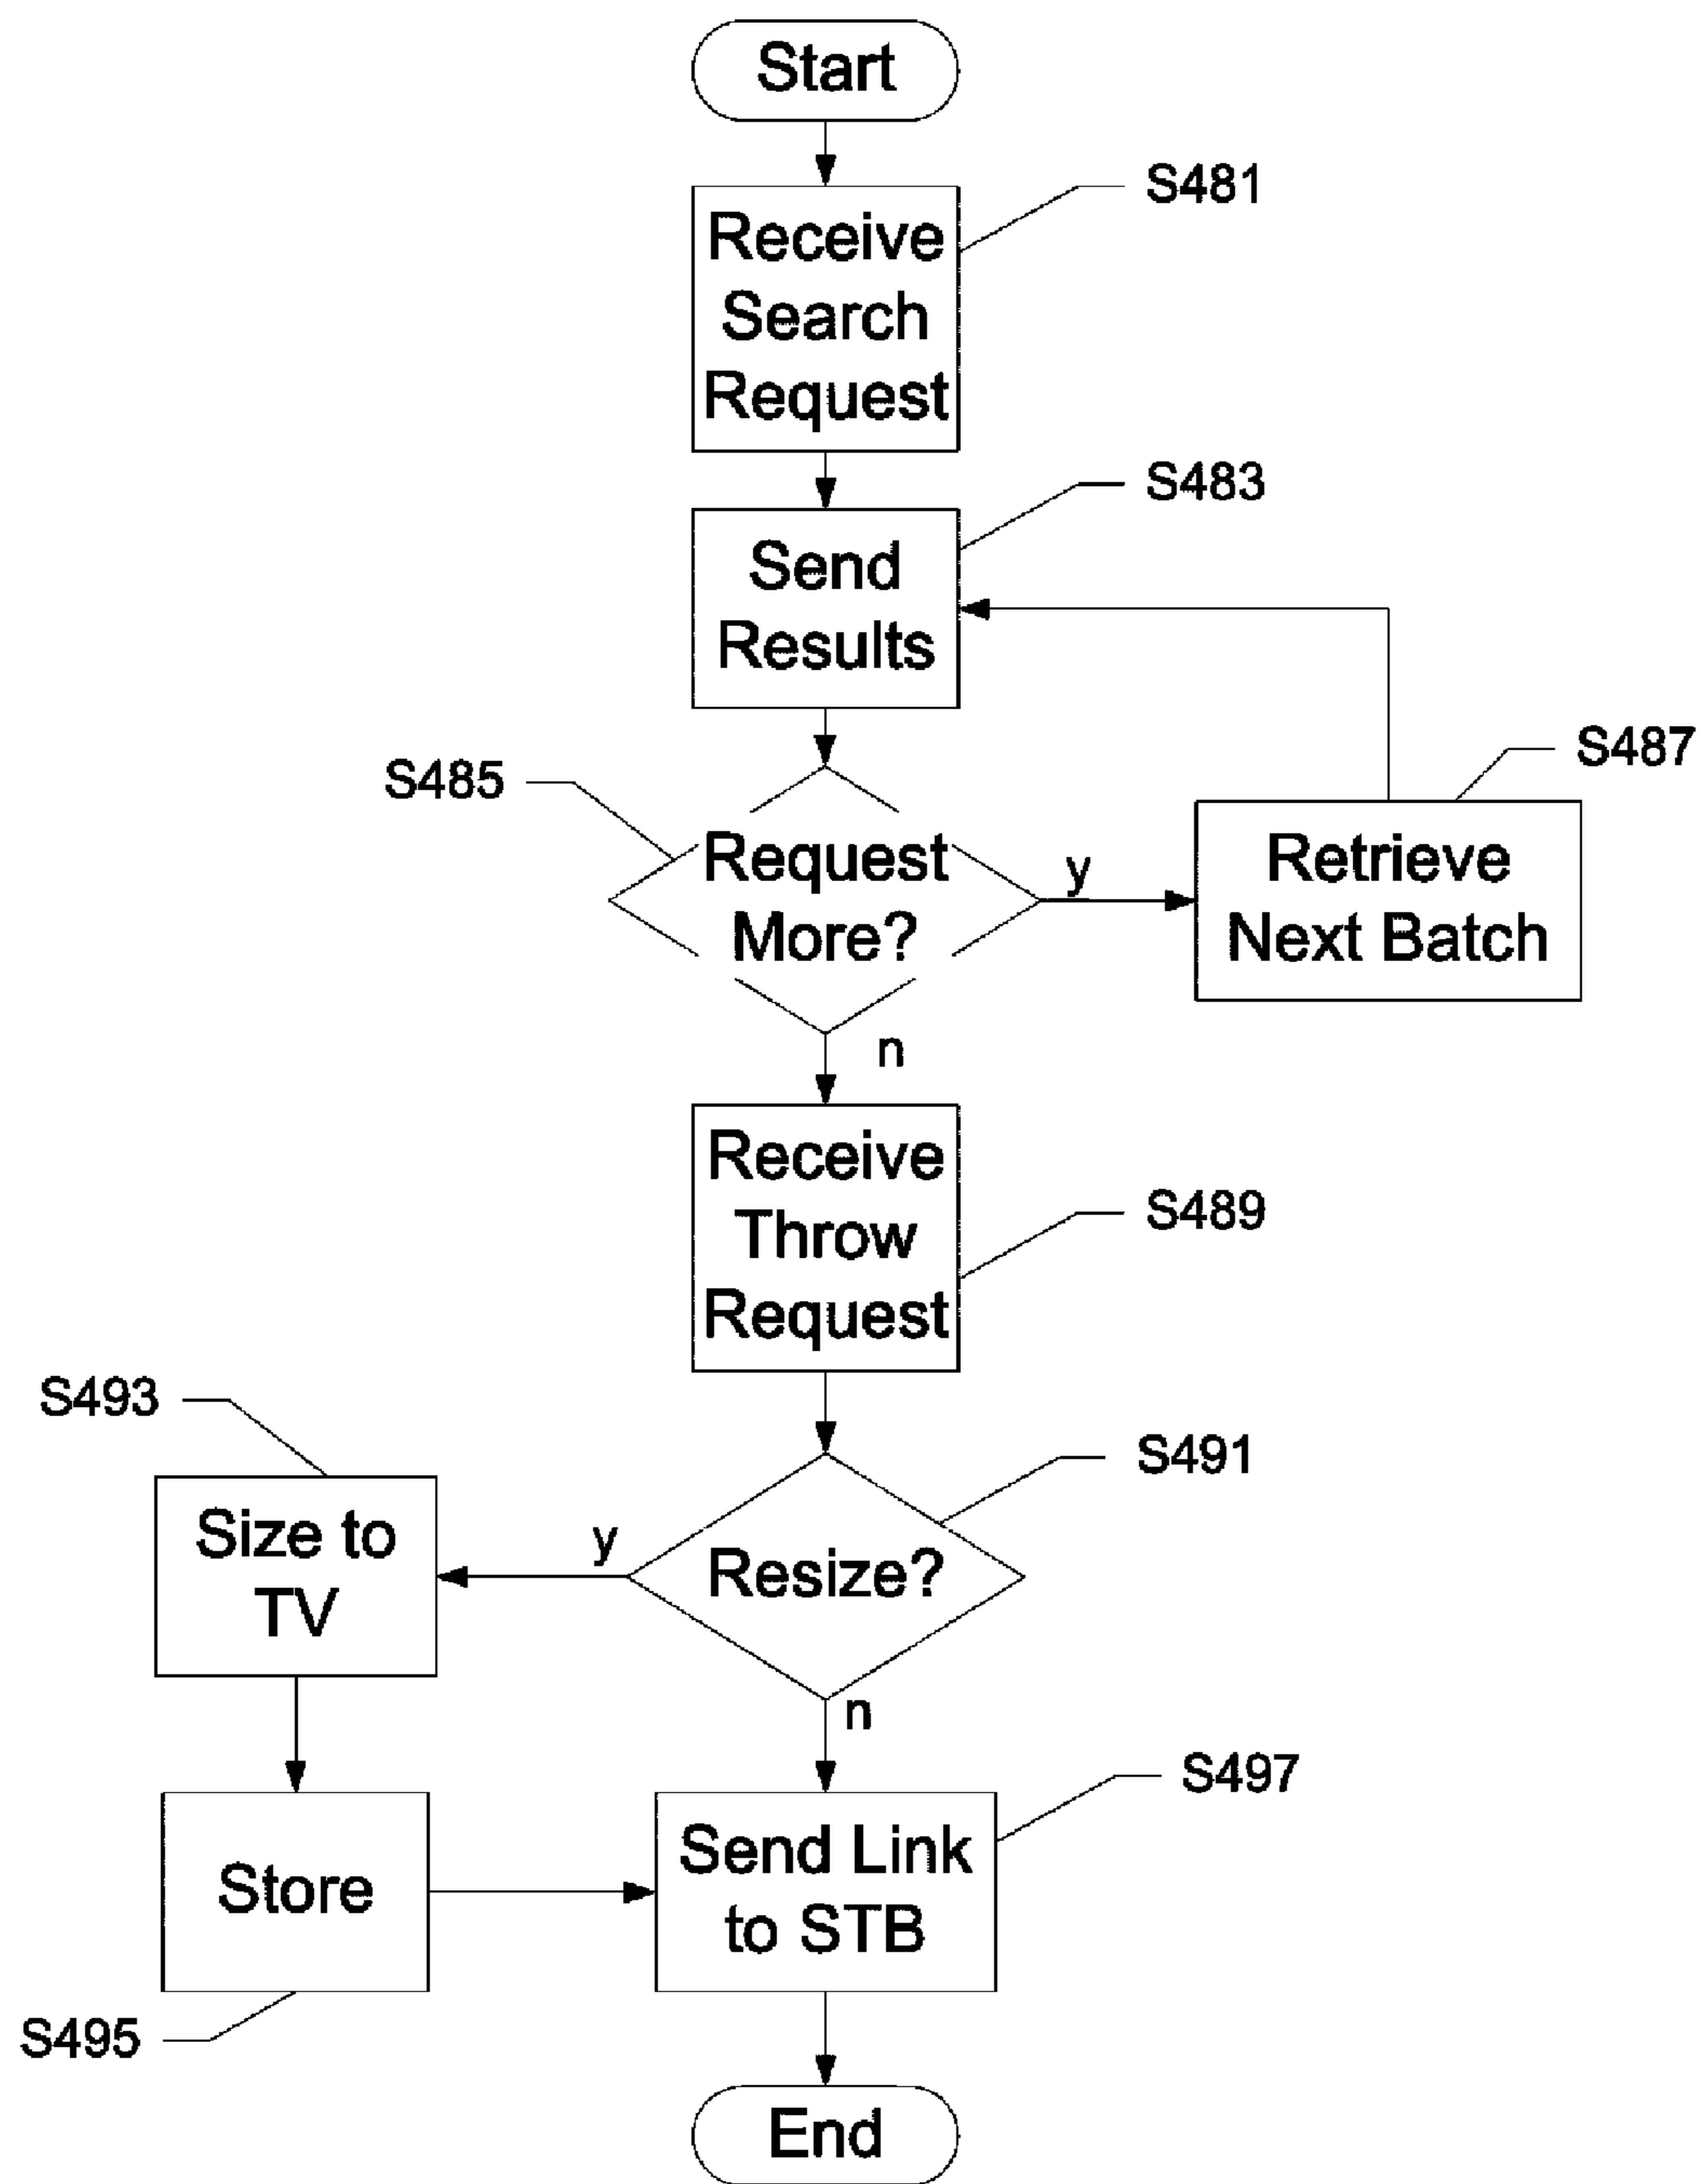 Start
S481
Receive
Search
Request
S483
Send
Results
S487
S485
Request
More?
y
Retrieve
Next Batch
n
Receive
Throw
Request
S489
S493
S491
Size to
TV
y
Resize?
n
S497
Store
Send Link
to STB
S495
End